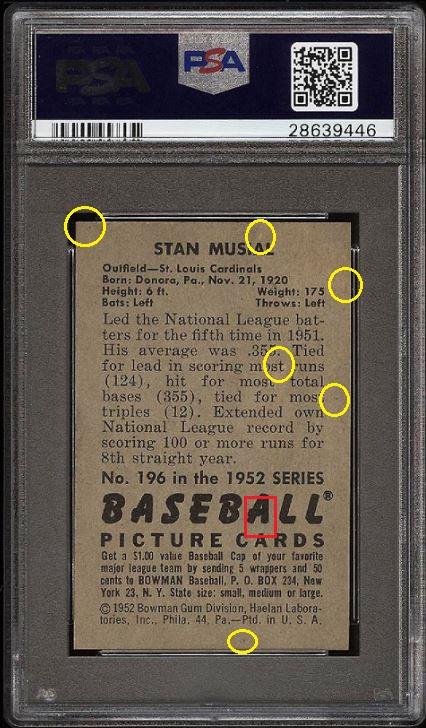 PSA
PSA
28639446
STAN MUSIAL
Outfield—St. Louis Cardinals
Born: Donora, Pa., Nov. 21, 1920
Height: 6 ft. Weight: 175
Bats: Left Throws: Left
Led the National League bat-
ters for the fifth time in 1951.
His average was .355. Tied
for lead in scoring most runs
(124), hit for most total
bases (355), tied for most
triples (12). Extended own
National League record by
scoring 100 or more runs for
8th straight year.
No. 196 in the 1952 SERIES
BASEBALL®
PICTURE CARDS
Get a $1.00 value Baseball Cap of your favorite
major league team by sending 5 wrappers and 50
cents to BOWMAN Baseball, P. O. BOX 234, New
York 23, N. Y. State size: small, medium or large.
© 1952 Bowman Gum Division, Haelan Labora-
tories, Inc., Phila. 44, Pa.—Ptd. in U. S. A.